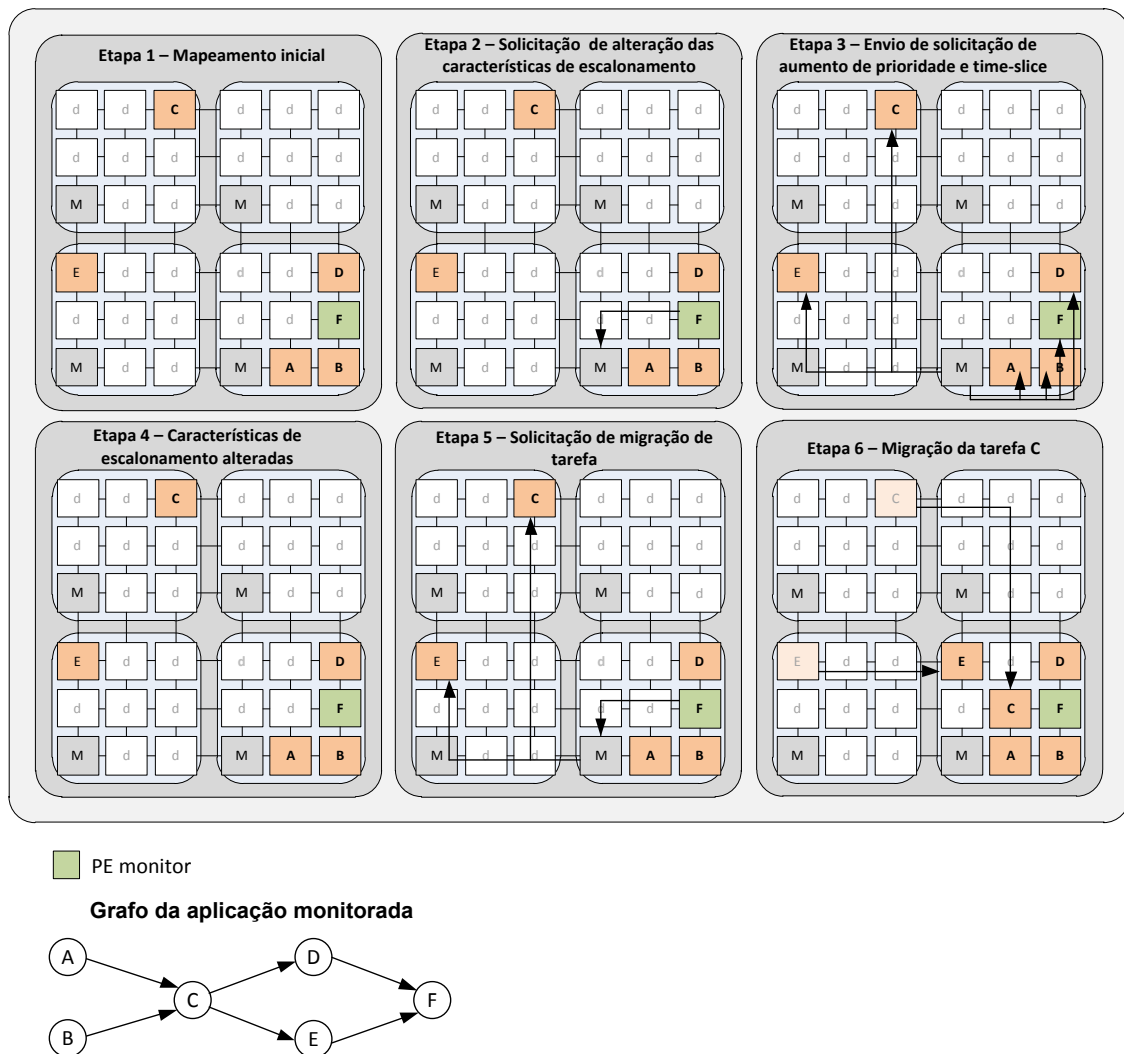 Etapa 1 – Mapeamento inicial
d d C d d d
d d d d d d
M d d M d d
E d d d d D
d d d d d F
M d d M A B
Etapa 2 – Solicitação de alteração das
características de escalonamento
d d C d d d
d d d d d d
M d d M d d
E d d d d D
d d d d d F
M d d M A B
Etapa 3 – Envio de solicitação de
aumento de prioridade e time-slice
d d C d d d
d d d d d d
M d d M d d
E d d d d D
d d d d d F
M d d M A B
Etapa 4 – Características de
escalonamento alteradas
d d C d d d
d d d d d d
M d d M d d
E d d d d D
d d d d d F
M d d M A B
Etapa 5 – Solicitação de migração de
tarefa
d d C d d d
d d d d d d
M d d M d d
E d d d d D
d d d d d F
M d d M A B
Etapa 6 – Migração da tarefa C
d d C d d d
d d d d d d
M d d M d d
E d d E d D
d d d d C F
M d d M A B
PE monitor
Grafo da aplicação monitorada
A D
C F
B E